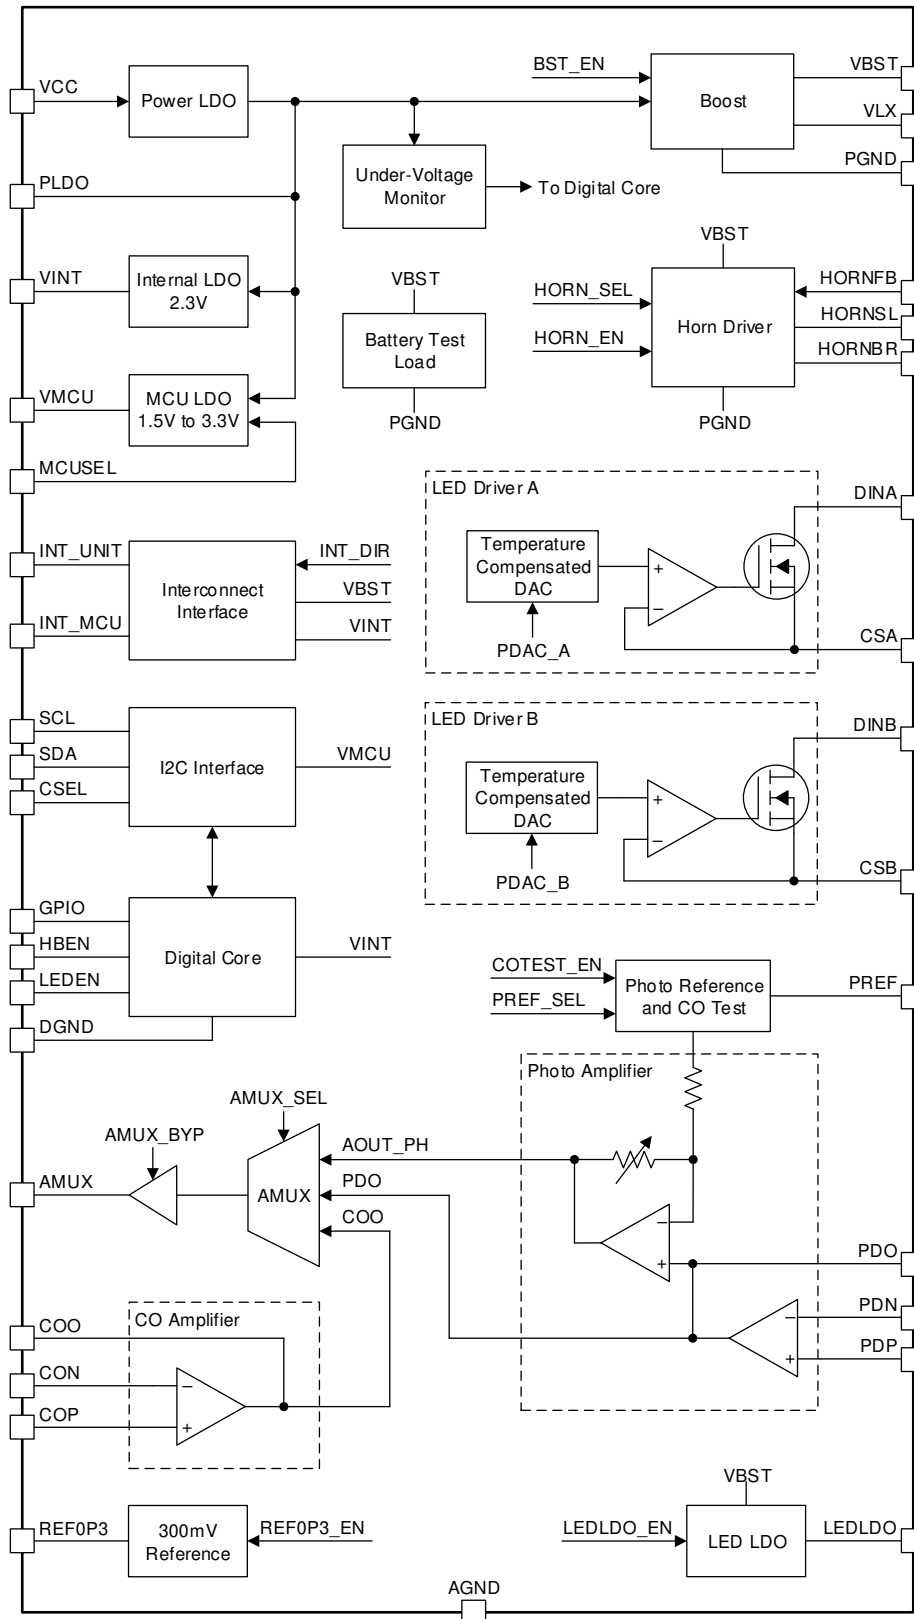 VCC
Power LDO
BST_EN
Boost
VBST
VLX
PGND
PLDO
Under-Voltage
Monitor
To Digital Core
VINT
Internal LDO
2.3V
VBST
Battery Test
Load
PGND
VBST
HORN_SEL
HORN_EN
Horn Driver
HORNFB
HORNSL
HORNBR
PGND
VMCU
MCU LDO
1.5V to 3.3V
MCUSEL
LED Driver A
Temperature
Compensated
DAC
PDAC_A
+
−
DINA
CSA
INT_UNIT
INT_MCU
Interconnect
Interface
INT_DIR
VBST
VINT
LED Driver B
Temperature
Compensated
DAC
PDAC_B
+
−
DINB
CSB
SCL
SDA
CSEL
I2C Interface
VMCU
GPIO
HBEN
LEDEN
DGND
Digital Core
VINT
COTEST_EN
PREF_SEL
Photo Reference
and CO Test
PREF
Photo Amplifier
AMUX_SEL
AMUX_BYP
AMUX
AMUX
AOUT_PH
PDO
COO
−
+
PDO
PDN
PDP
−
+
CO Amplifier
COO
CON
COP
−
+
REF0P3
300mV
Reference
REF0P3_EN
VBST
LEDLDO_EN
LED LDO
LEDLDO
AGND